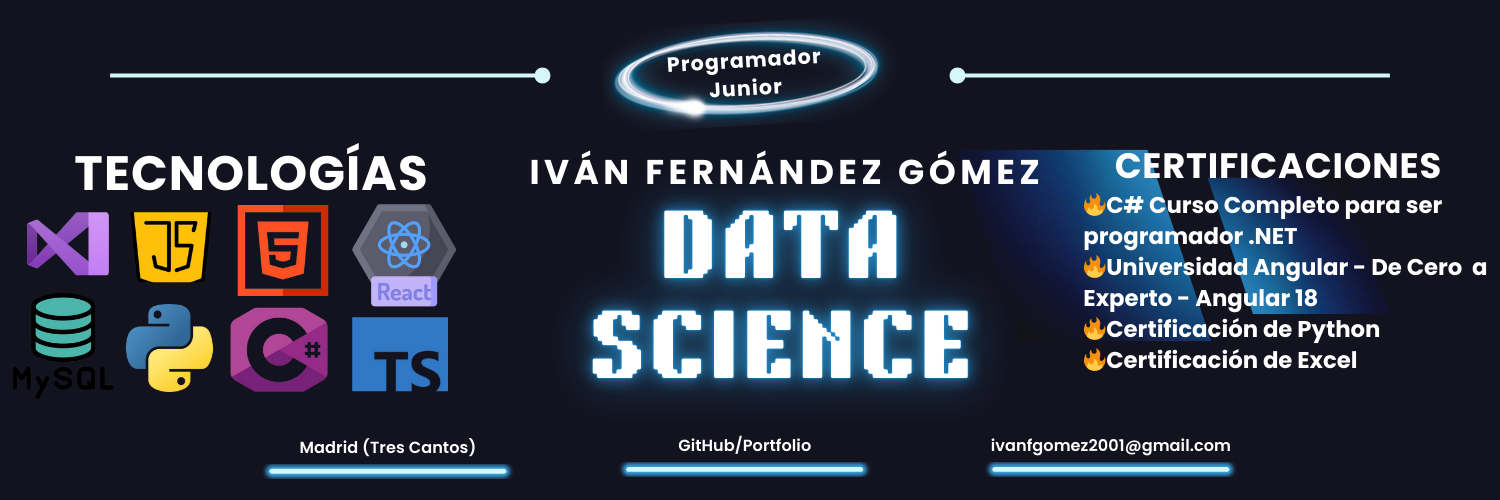 Programador
Junior
TECNOLOGÍAS
JS
5
React
MySQL
C#
TS
IVÁN FERNÁNDEZ GÓMEZ
DATA
SCIENCE
CERTIFICACIONES
🔥C# Curso Completo para ser
programador .NET
🔥Universidad Angular - De Cero a
Experto - Angular 18
🔥Certificación de Python
🔥Certificación de Excel
Madrid (Tres Cantos)
GitHub/Portfolio
ivanfgomez2001@gmail.com